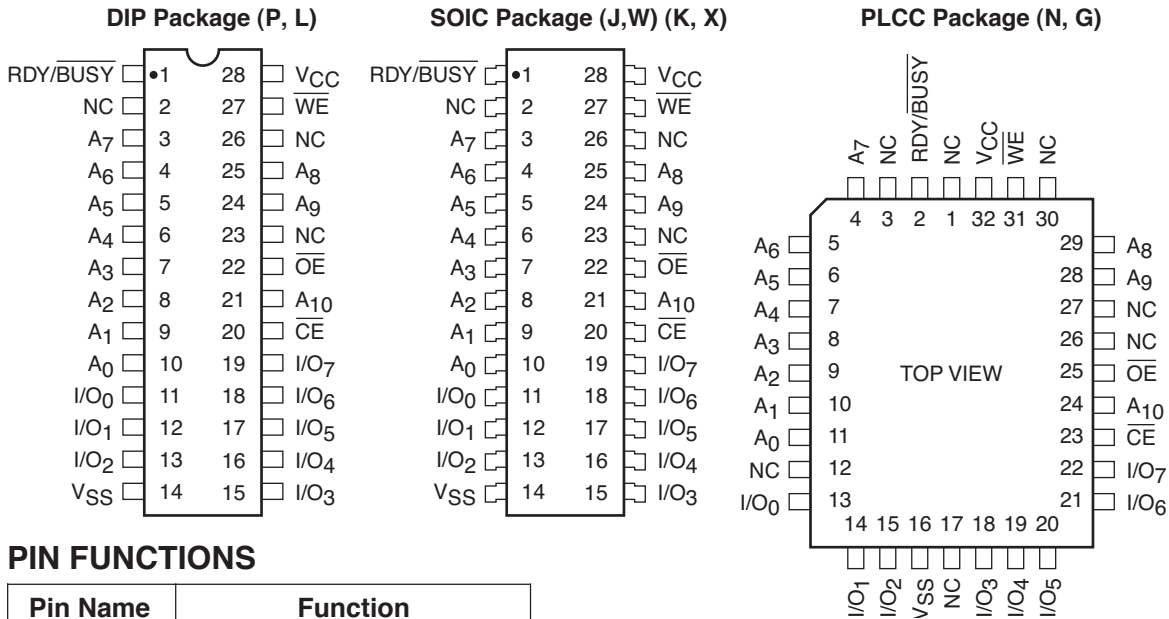 DIP Package (P, L)
RDY/BUSY 1 28 VCC
NC 2 27 WE
A7 3 26 NC
A6 4 25 A8
A5 5 24 A9
A4 6 23 NC
A3 7 22 OE
A2 8 21 A10
A1 9 20 CE
A0 10 19 I/O7
I/O0 11 18 I/O6
I/O1 12 17 I/O5
I/O2 13 16 I/O4
VSS 14 15 I/O3
SOIC Package (J,W) (K, X)
RDY/BUSY 1 28 VCC
NC 2 27 WE
A7 3 26 NC
A6 4 25 A8
A5 5 24 A9
A4 6 23 NC
A3 7 22 OE
A2 8 21 A10
A1 9 20 CE
A0 10 19 I/O7
I/O0 11 18 I/O6
I/O1 12 17 I/O5
I/O2 13 16 I/O4
VSS 14 15 I/O3
PLCC Package (N, G)
A7 NC RDY/BUSY NC VCC WE NC
4 3 2 1 32 31 30
A6 5 29 A8
A5 6 28 A9
A4 7 27 NC
A3 8 26 NC
A2 9 TOP VIEW 25 OE
A1 10 24 A10
A0 11 23 CE
NC 12 22 I/O7
I/O0 13 21 I/O6
14 15 16 17 18 19 20
I/O1 I/O2 VSS NC I/O3 I/O4 I/O5
PIN FUNCTIONS
Pin Name Function